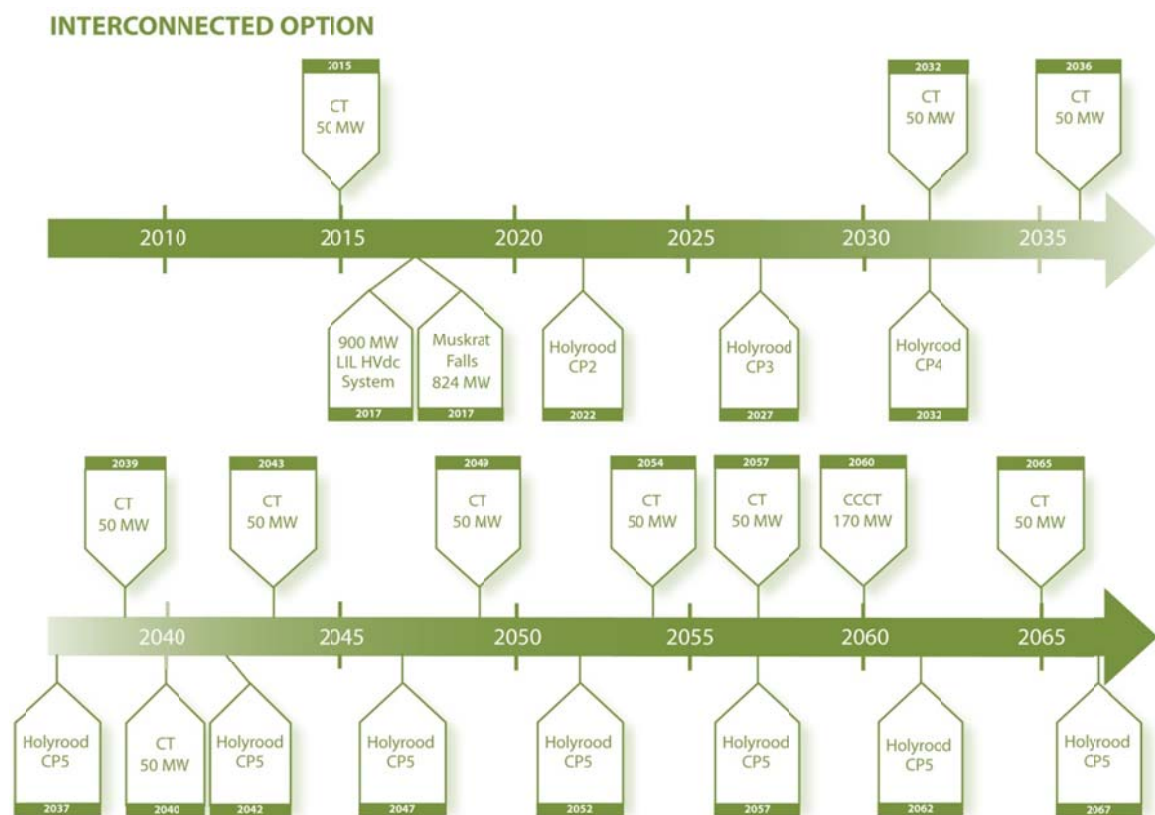 INTERCONNECTED OPTION
2015
CT
50 MW
2032
CT
50 MW
2036
CT
50 MW
2010
2015
2020
2025
2030
2035
900 MW
LIL HVdc
System
2017
Muskrat
Falls
824 MW
2017
Holyrood
CP2
2022
Holyrood
CP3
2027
Holyrood
CP4
2032
2039
CT
50 MW
2043
CT
50 MW
2049
CT
50 MW
2054
CT
50 MW
2057
CT
50 MW
2060
CCCT
170 MW
2065
CT
50 MW
2040
2045
2050
2055
2060
2065
Holyrood
CP5
2037
CT
50 MW
2040
Holyrood
CP5
2042
Holyrood
CP5
2047
Holyrood
CP5
2052
Holyrood
CP5
2057
Holyrood
CP5
2062
Holyrood
CP5
2067